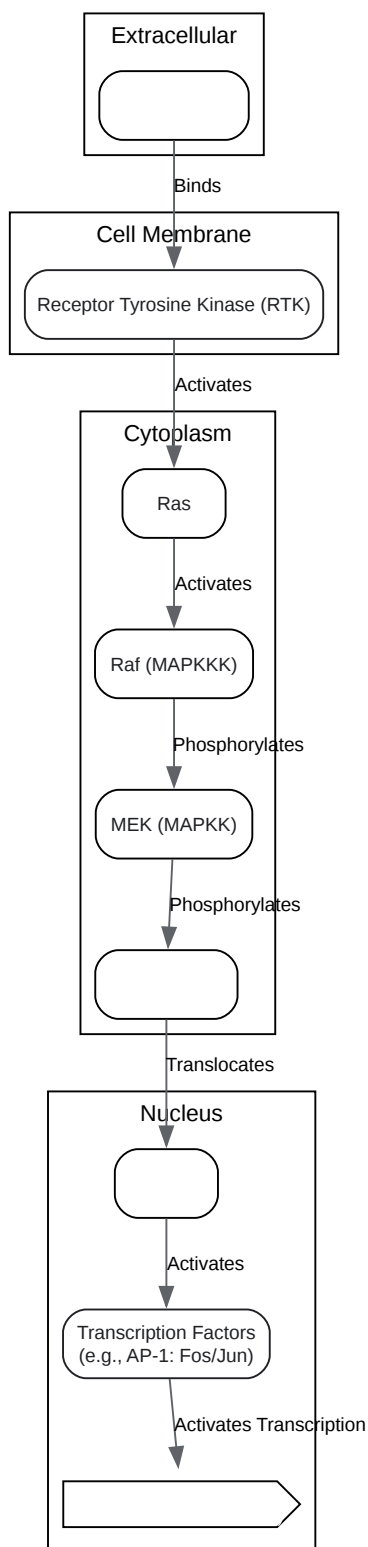 Extracellular
Binds
Cell Membrane
Receptor Tyrosine Kinase (RTK)
Activates
Cytoplasm
Ras
Activates
Raf (MAPKKK)
Phosphorylates
MEK (MAPKK)
Phosphorylates
Translocates
Nucleus
Activates
Transcription Factors
(e.g., AP-1: Fos/Jun)
Activates Transcription